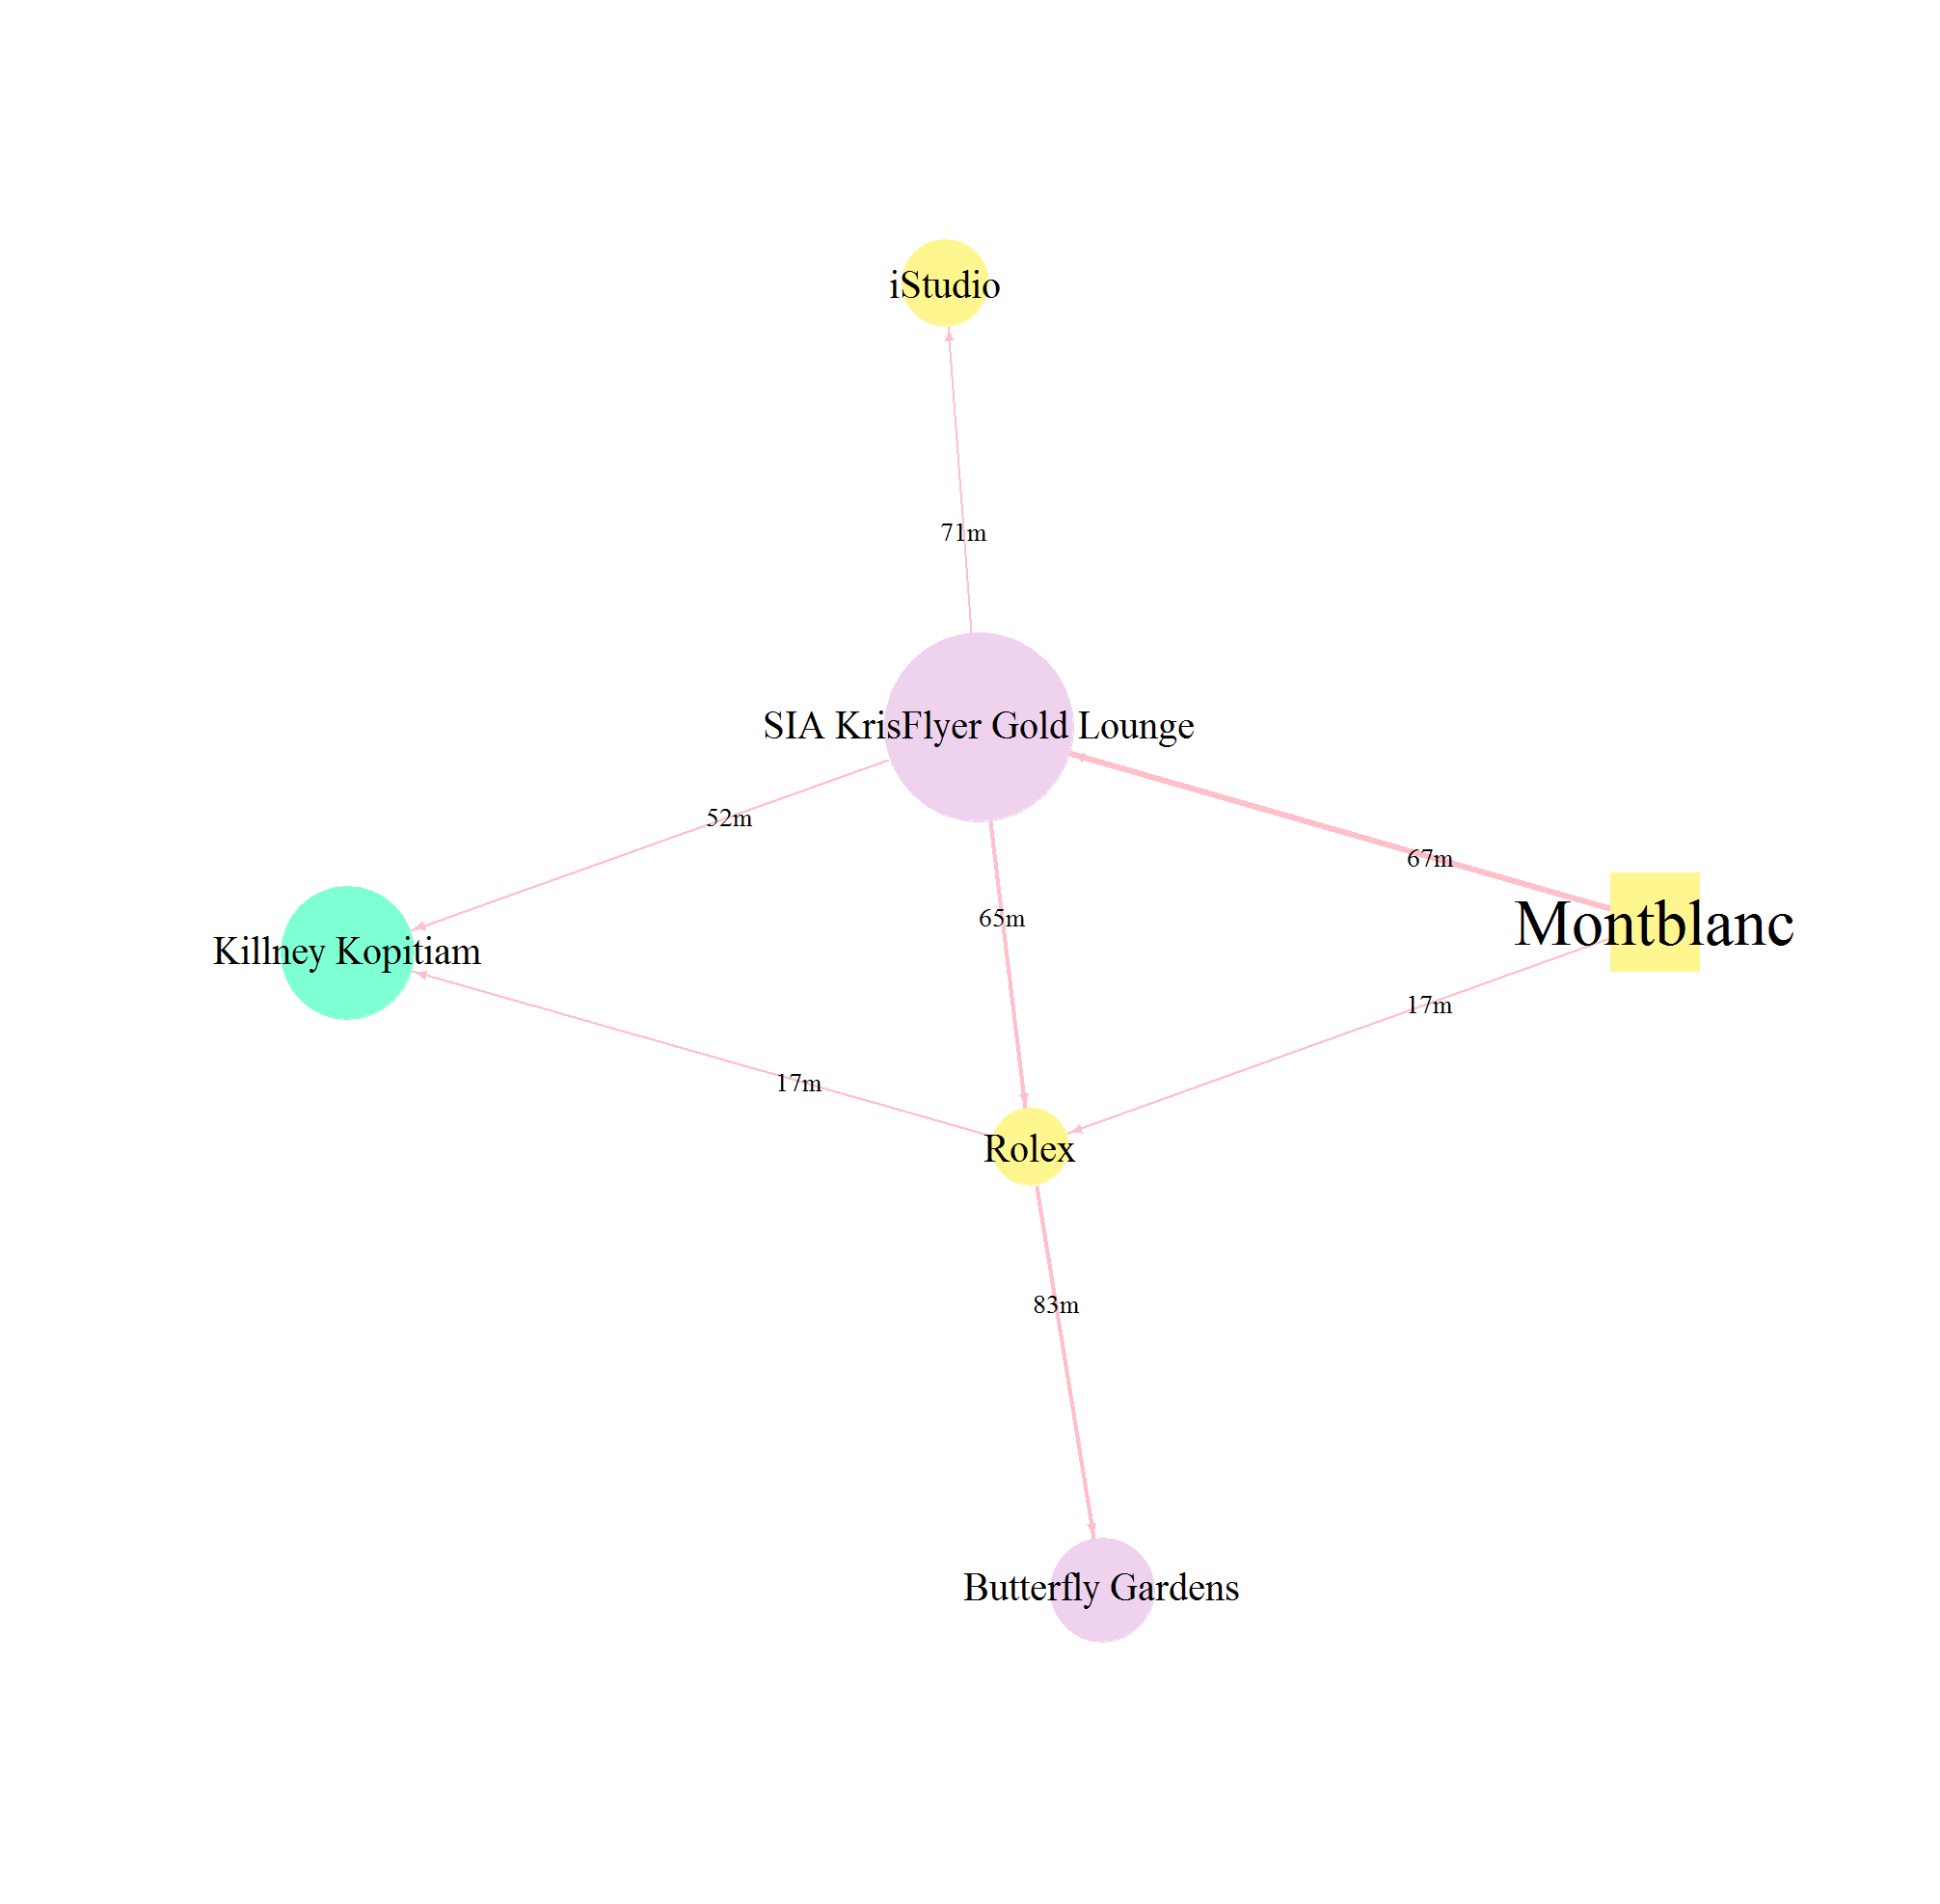 iStudio
71m
SIA KrisFlyer Gold Lounge
52m
67m
65m
Montblanc
Killney Kopitiam
17m
17m
Rolex
83m
Butterfly Gardens